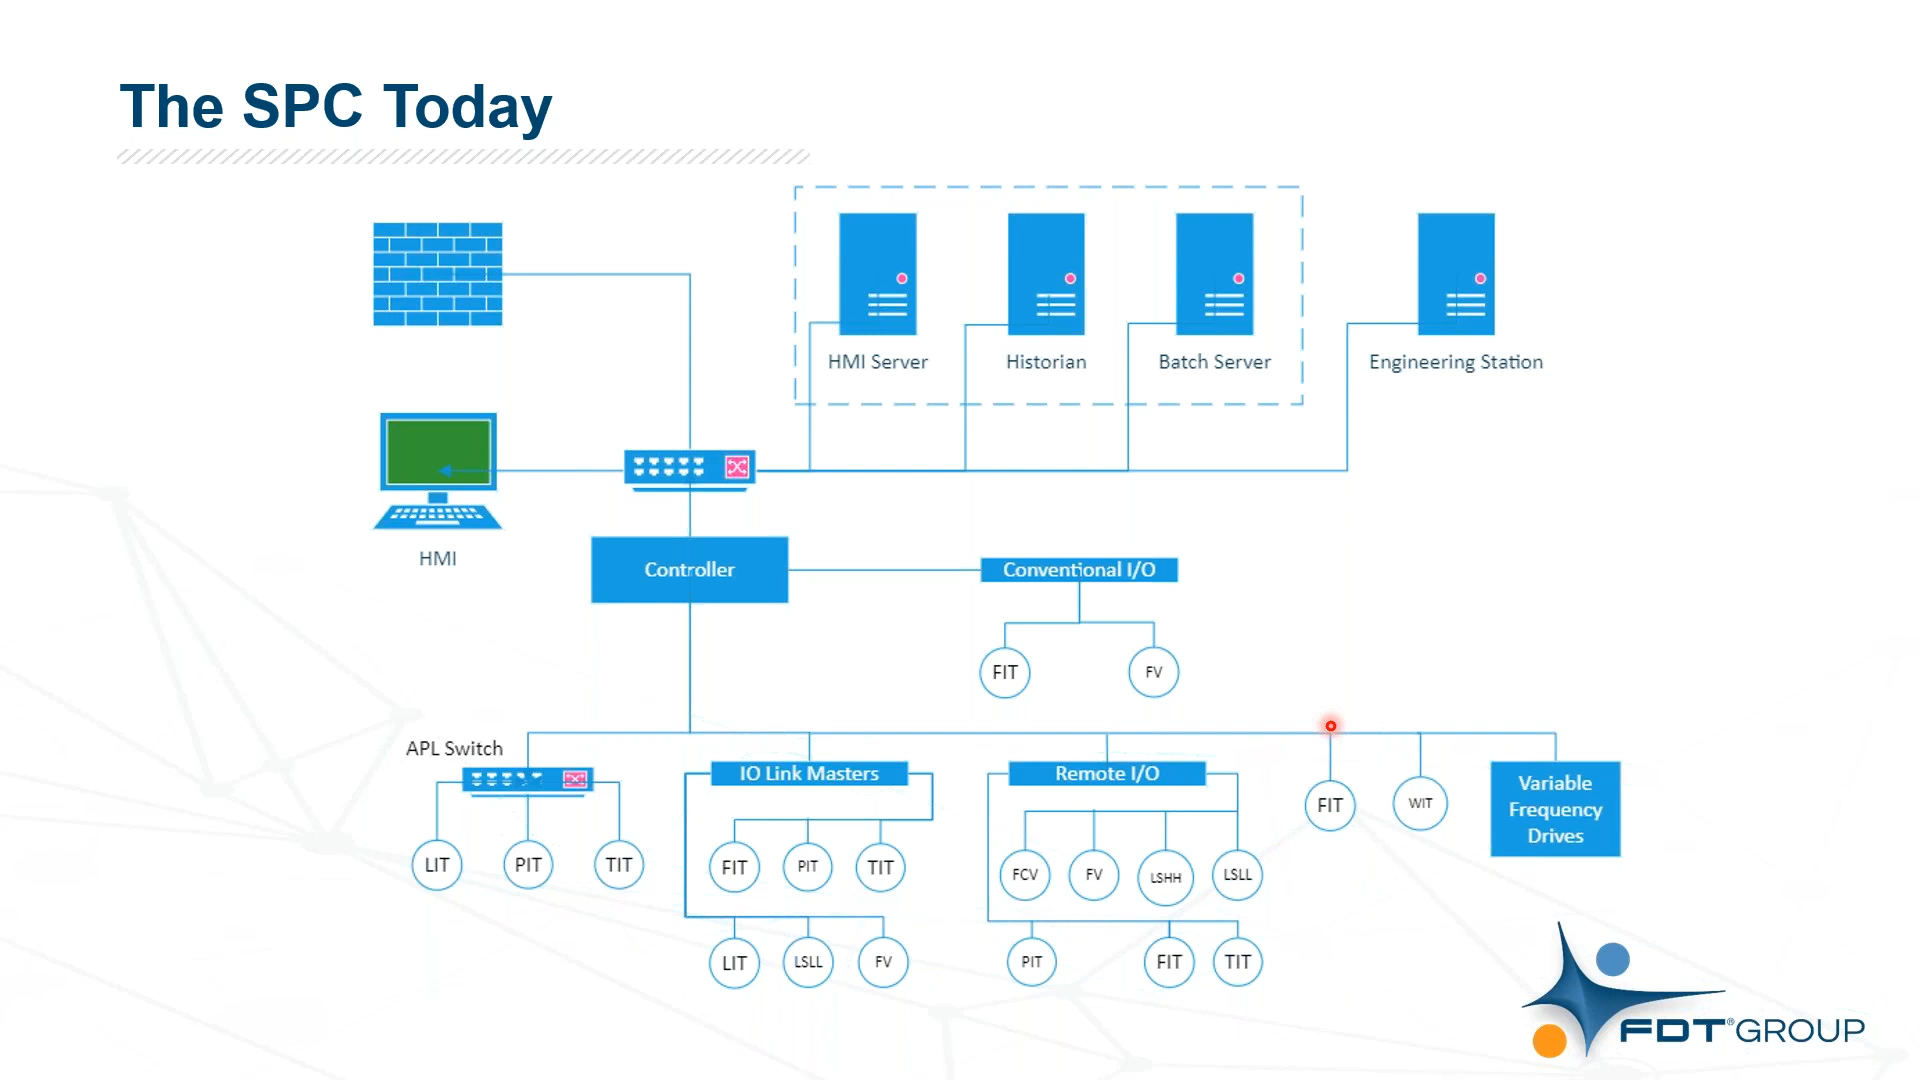 The SPC Today
HMI Server
Historian
Batch Server
Engineering Station
HMI
Controller
Conventional I/O
FIT
FV
APL Switch
LIT
PIT
TIT
IO Link Masters
FIT
PIT
TIT
LIT
LSLL
FV
Remote I/O
FCV
FV
LSHH
LSLL
PIT
FIT
TIT
FIT
WIT
Variable
Frequency
Drives
FDT® GROUP